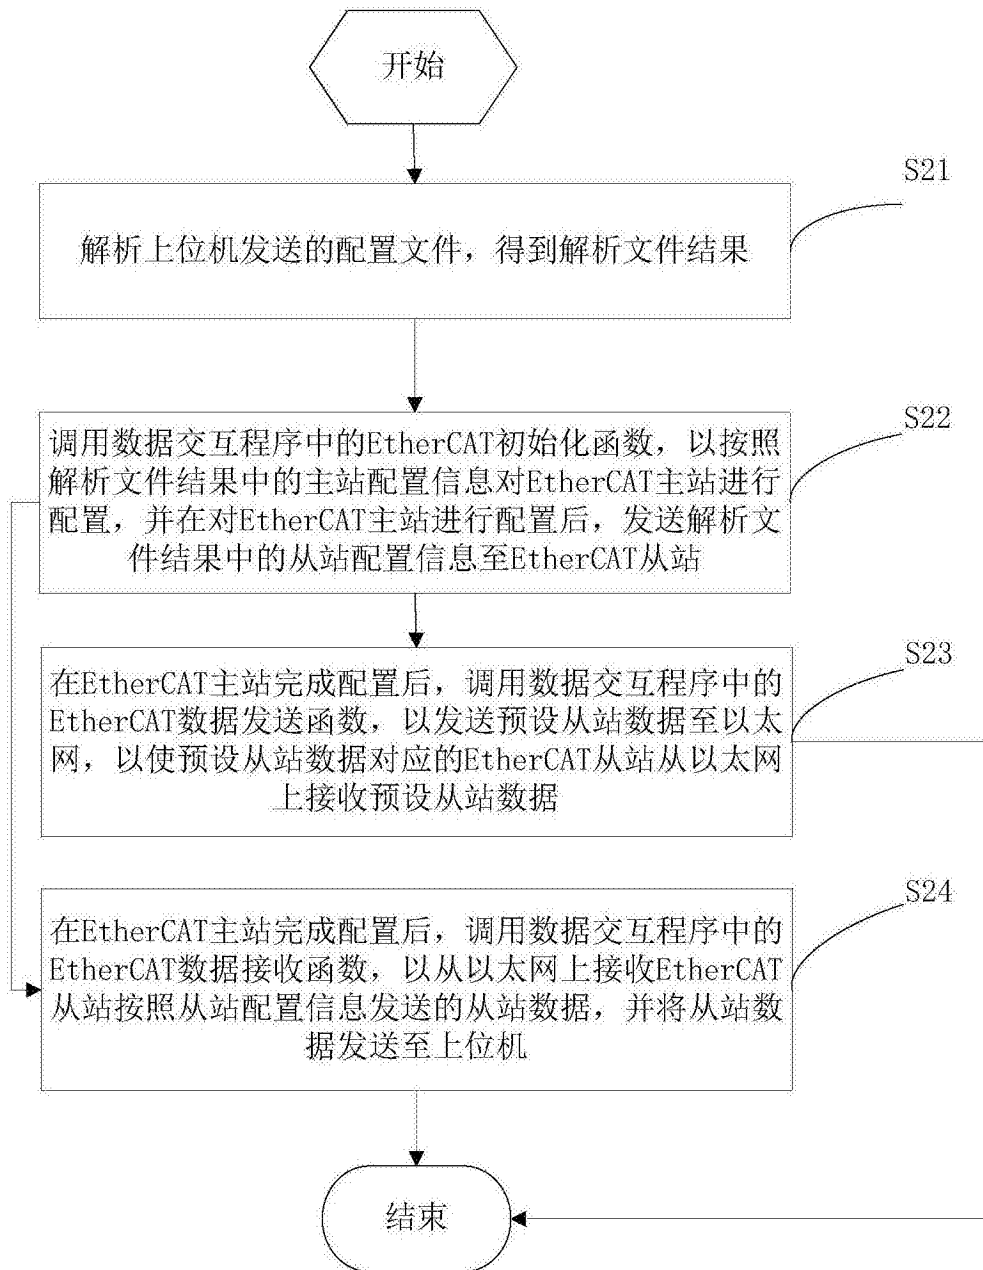 开始
S21
解析上位机发送的配置文件，得到解析文件结果
S22
调用数据交互程序中的EtherCAT初始化函数，以按照
解析文件结果中的主站配置信息对EtherCAT主站进行
配置，并在对EtherCAT主站进行配置后，发送解析文
件结果中的从站配置信息至EtherCAT从站
S23
在EtherCAT主站完成配置后，调用数据交互程序中的
EtherCAT数据发送函数，以发送预设从站数据至以太
网，以使预设从站数据对应的EtherCAT从站从以太网
上接收预设从站数据
S24
在EtherCAT主站完成配置后，调用数据交互程序中的
EtherCAT数据接收函数，以从以太网上接收EtherCAT
从站按照从站配置信息发送的从站数据，并将从站数
据发送至上位机
结束